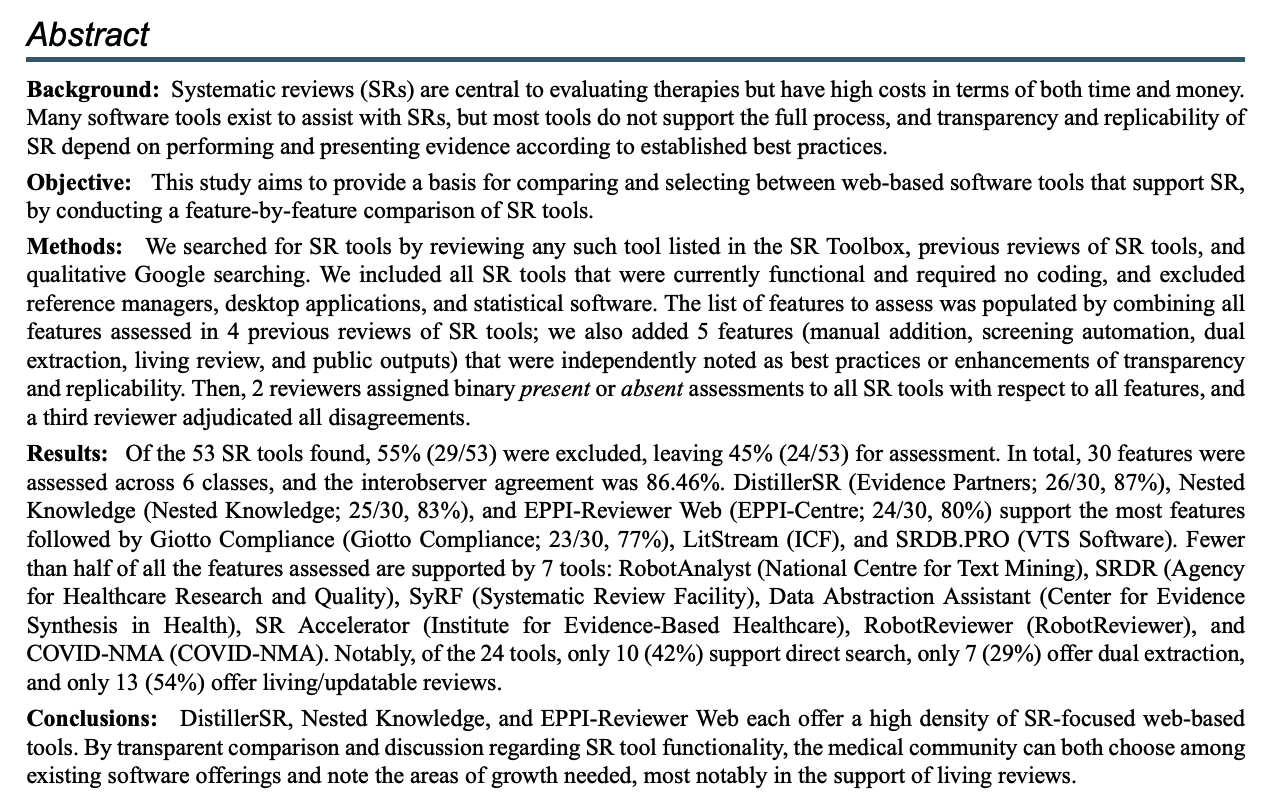 Abstract
Background: Systematic reviews (SRs) are central to evaluating therapies but have high costs in terms of both time and money.
Many software tools exist to assist with SRs, but most tools do not support the full process, and transparency and replicability of
SR depend on performing and presenting evidence according to established best practices.
Objective: This study aims to provide a basis for comparing and selecting between web-based software tools that support SR,
by conducting a feature-by-feature comparison of SR tools.
Methods: We searched for SR tools by reviewing any such tool listed in the SR Toolbox, previous reviews of SR tools, and
qualitative Google searching. We included all SR tools that were currently functional and required no coding, and excluded
reference managers, desktop applications, and statistical software. The list of features to assess was populated by combining all
features assessed in 4 previous reviews of SR tools; we also added 5 features (manual addition, screening automation, dual
extraction, living review, and public outputs) that were independently noted as best practices or enhancements of transparency
and replicability. Then, 2 reviewers assigned binary present or absent assessments to all SR tools with respect to all features, and
a third reviewer adjudicated all disagreements.
Results: Of the 53 SR tools found, 55% (29/53) were excluded, leaving 45% (24/53) for assessment. In total, 30 features were
assessed across 6 classes, and the interobserver agreement was 86.46%. DistillerSR (Evidence Partners; 26/30, 87%), Nested
Knowledge (Nested Knowledge; 25/30, 83%), and EPPI-Reviewer Web (EPPI-Centre; 24/30, 80%) support the most features
followed by Giotto Compliance (Giotto Compliance; 23/30, 77%), LitStream (ICF), and SRDB.PRO (VTS Software). Fewer
than half of all the features assessed are supported by 7 tools: RobotAnalyst (National Centre for Text Mining), SRDR (Agency
for Healthcare Research and Quality), SyRF (Systematic Review Facility), Data Abstraction Assistant (Center for Evidence
Synthesis in Health), SR Accelerator (Institute for Evidence-Based Healthcare), RobotReviewer (RobotReviewer), and
COVID-NMA (COVID-NMA). Notably, of the 24 tools, only 10 (42%) support direct search, only 7 (29%) offer dual extraction,
and only 13 (54%) offer living/updatable reviews.
Conclusions: DistillerSR, Nested Knowledge, and EPPI-Reviewer Web each offer a high density of SR-focused web-based
tools. By transparent comparison and discussion regarding SR tool functionality, the medical community can both choose among
existing software offerings and note the areas of growth needed, most notably in the support of living reviews.